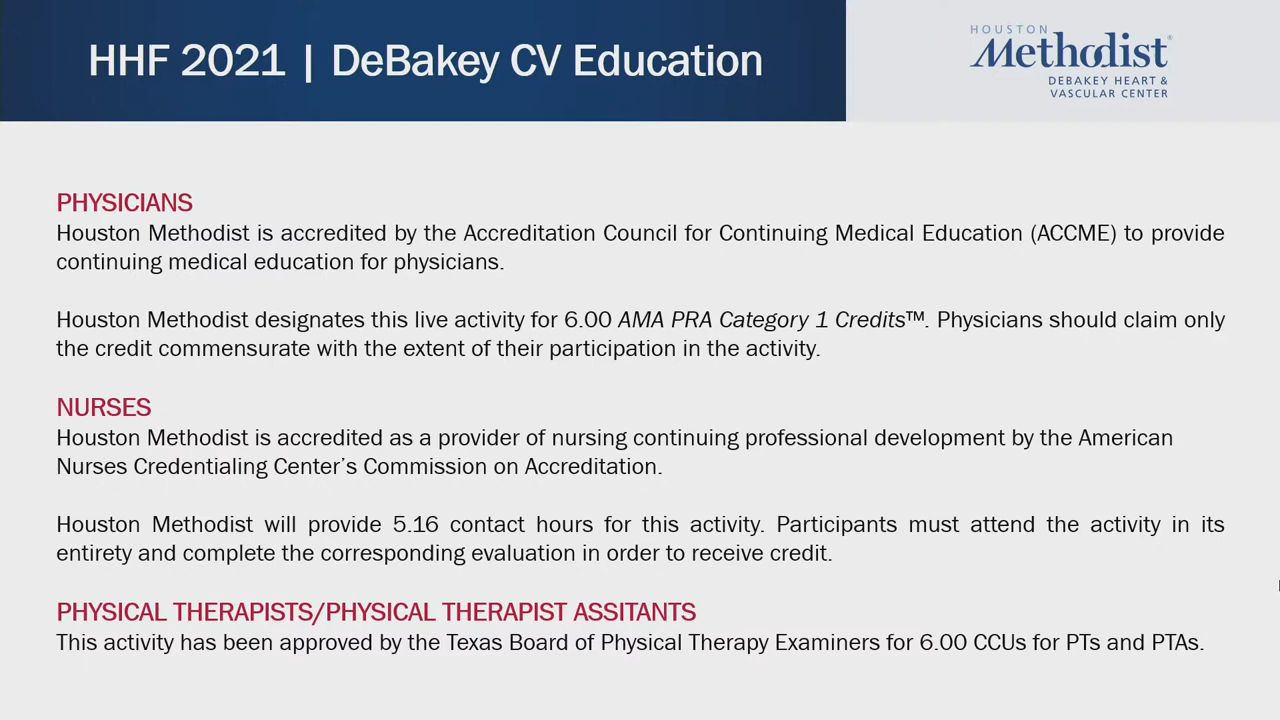 HHF 2021 | DeBakey CV Education
HOUSTON
Methodist®
DEBAKEY HEART &
VASCULAR CENTER
PHYSICIANS
Houston Methodist is accredited by the Accreditation Council for Continuing Medical Education (ACCME) to provide
continuing medical education for physicians.
Houston Methodist designates this live activity for 6.00 AMA PRA Category 1 Credits™. Physicians should claim only
the credit commensurate with the extent of their participation in the activity.
NURSES
Houston Methodist is accredited as a provider of nursing continuing professional development by the American
Nurses Credentialing Center’s Commission on Accreditation.
Houston Methodist will provide 5.16 contact hours for this activity. Participants must attend the activity in its
entirety and complete the corresponding evaluation in order to receive credit.
PHYSICAL THERAPISTS/PHYSICAL THERAPIST ASSITANTS
This activity has been approved by the Texas Board of Physical Therapy Examiners for 6.00 CCUs for PTs and PTAs.